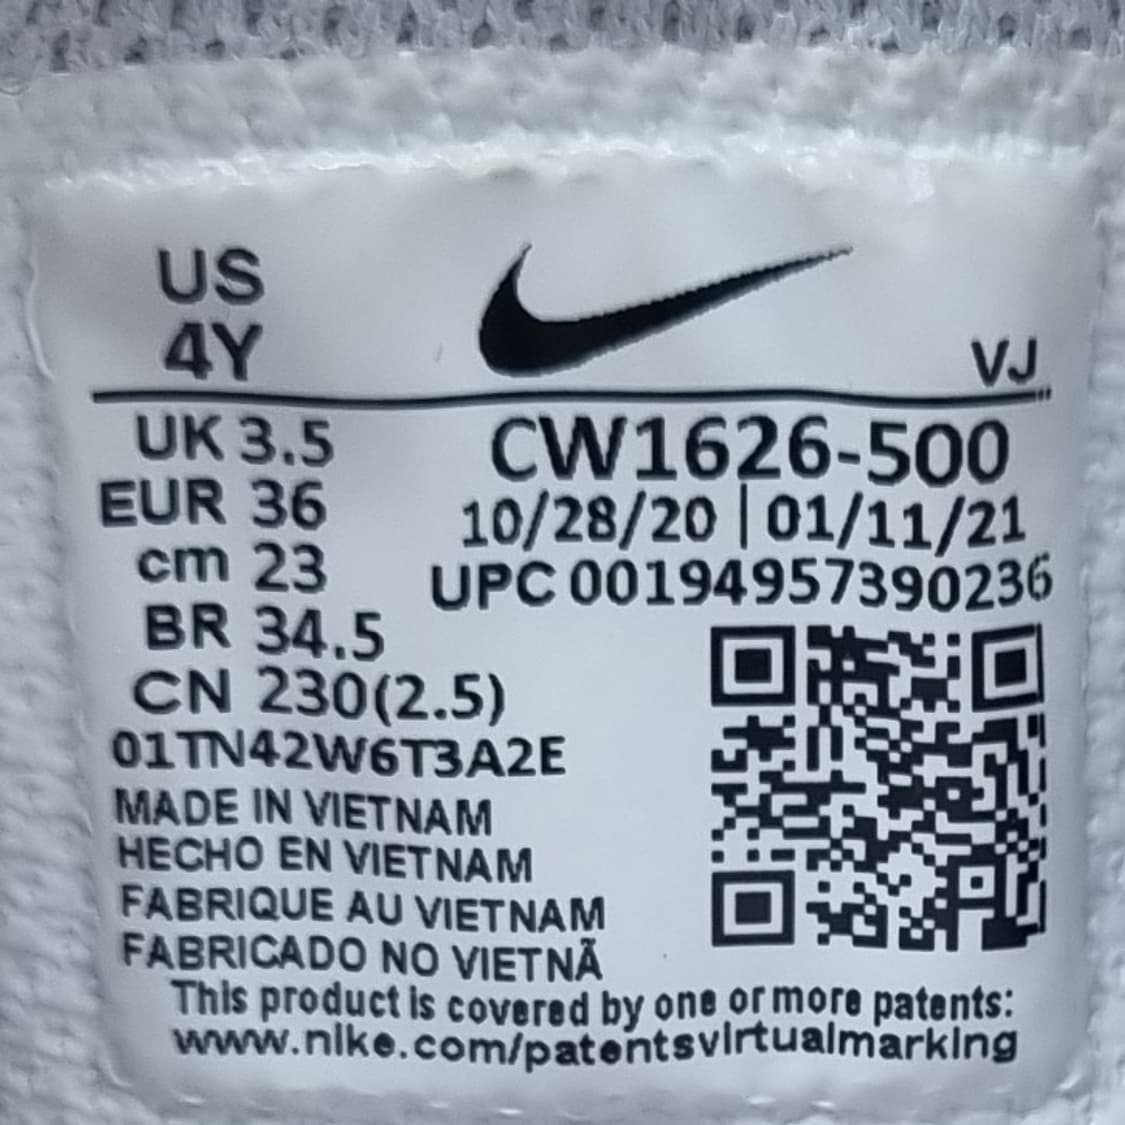 US
4Y
VJ
UK 3.5
EUR 36
cm 23
BR 34.5
CN 230(2.5)
CW1626-500
10/28/20 | 01/11/21
UPC 00194957390236
01TN42W6T3A2E
MADE IN VIETNAM
HECHO EN VIETNAM
FABRIQUE AU VIETNAM
FABRICADO NO VIETNÃ
This product is covered by one or more patents:
www.nike.com/patentsvirtualmarking